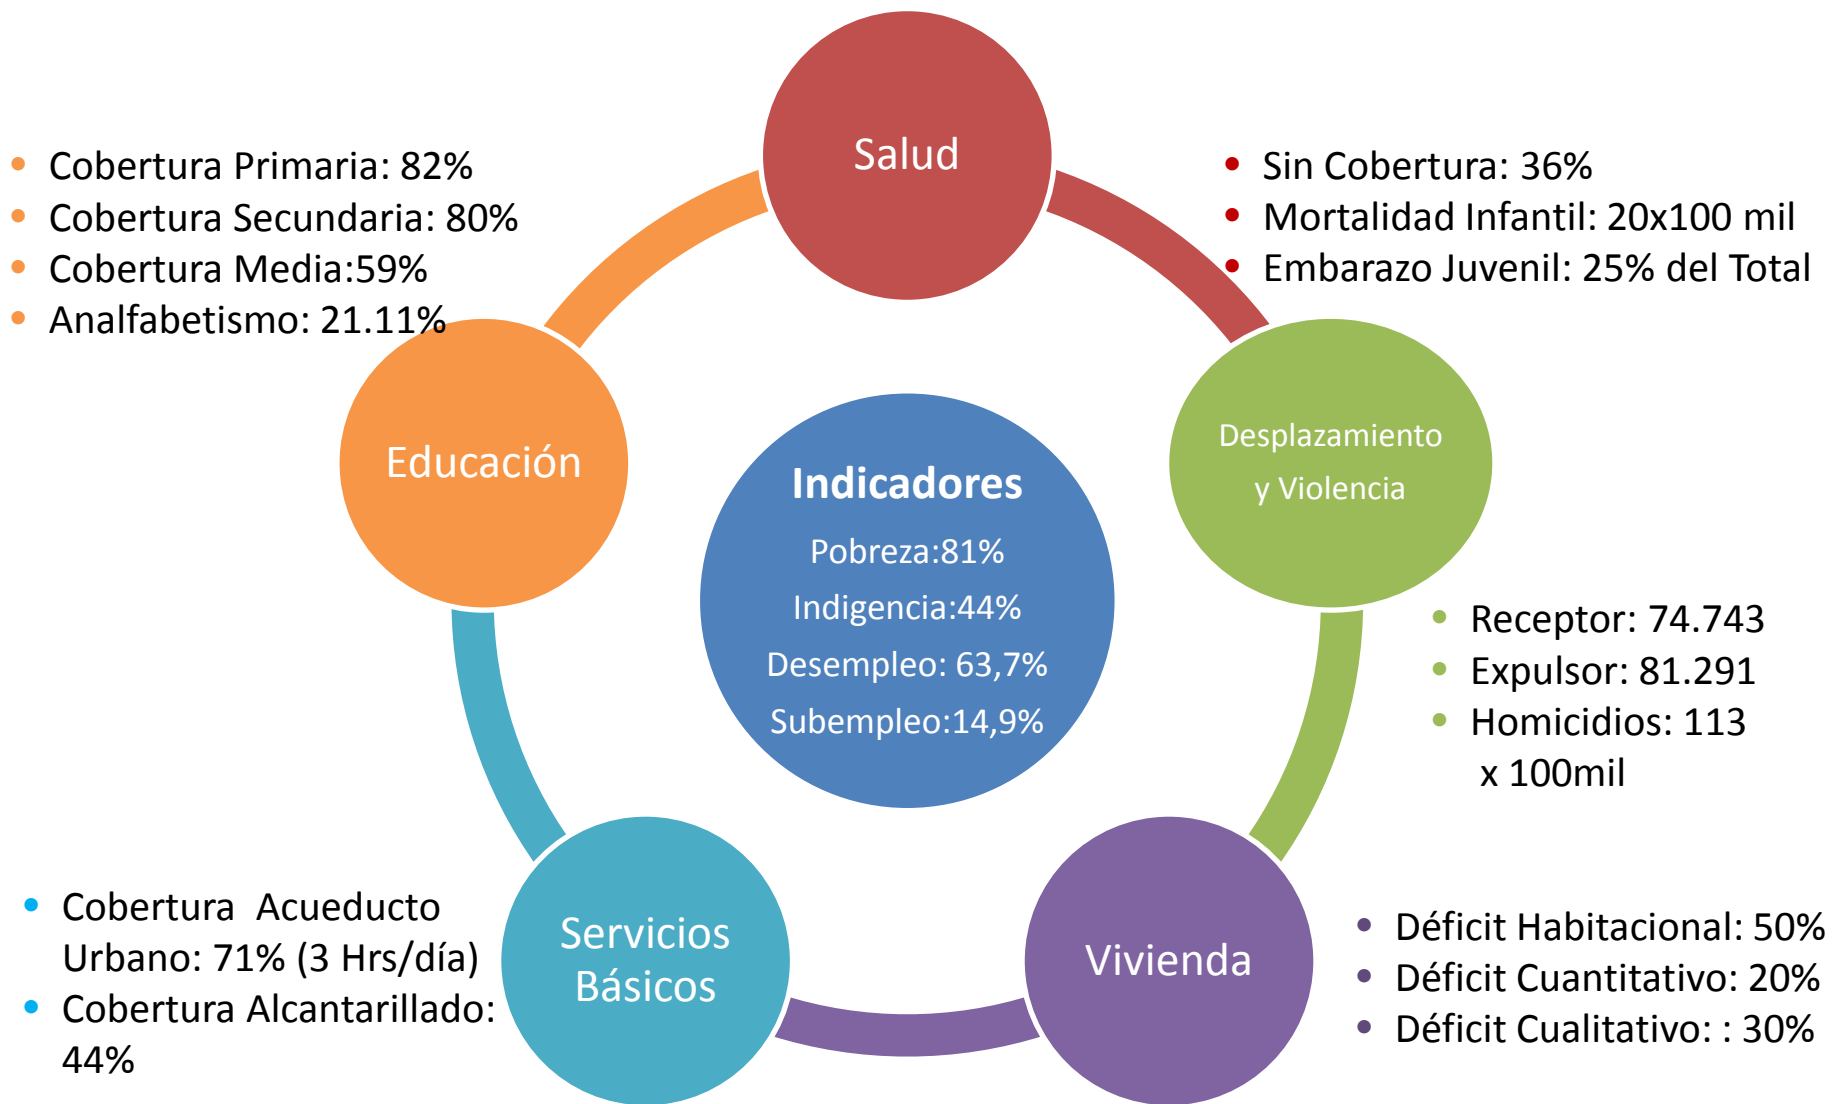 Salud
• Cobertura Primaria: 82%
• Cobertura Secundaria: 80%
• Cobertura Media:59%
• Analfabetismo: 21.11%
• Sin Cobertura: 36%
• Mortalidad Infantil: 20x100 mil
• Embarazo Juvenil: 25% del Total
Educación
Desplazamiento
y Violencia
Indicadores
Pobreza:81%
Indigencia:44%
Desempleo: 63,7%
Subempleo:14,9%
• Receptor: 74.743
• Expulsor: 81.291
• Homicidios: 113
x 100mil
• Cobertura  Acueducto
Urbano: 71% (3 Hrs/día)
• Cobertura Alcantarillado:
44%
Servicios
Básicos
Vivienda
• Déficit Habitacional: 50%
• Déficit Cuantitativo: 20%
• Déficit Cualitativo: : 30%